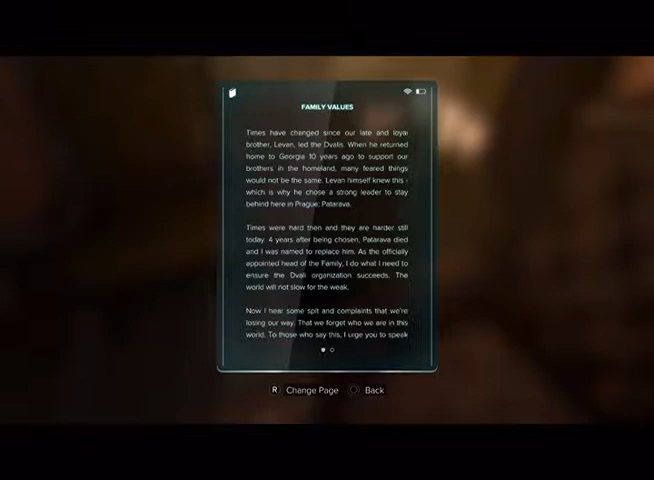 FAMILY VALUES
Times have changed since our late and loyal
brother, Levan, led the Dvalis. When he returned
home to Georgia 10 years ago to support our
brothers in the homeland, many feared things
would not be the same. Levan himself knew this -
which is why he chose a strong leader to stay
behind here in Prague; Patarava.
Times were hard then and they are harder still
today. 4 years after being chosen, Patarava died
and I was named to replace him. As the officially
appointed head of the Family, I do what I need to
ensure the Dvali organization succeeds. The
world will not slow for the weak.
Now I hear some spit and complaints that we're
losing our way. That we forget who we are in this
world. To those who say this, I urge you to speak
R Change Page Back